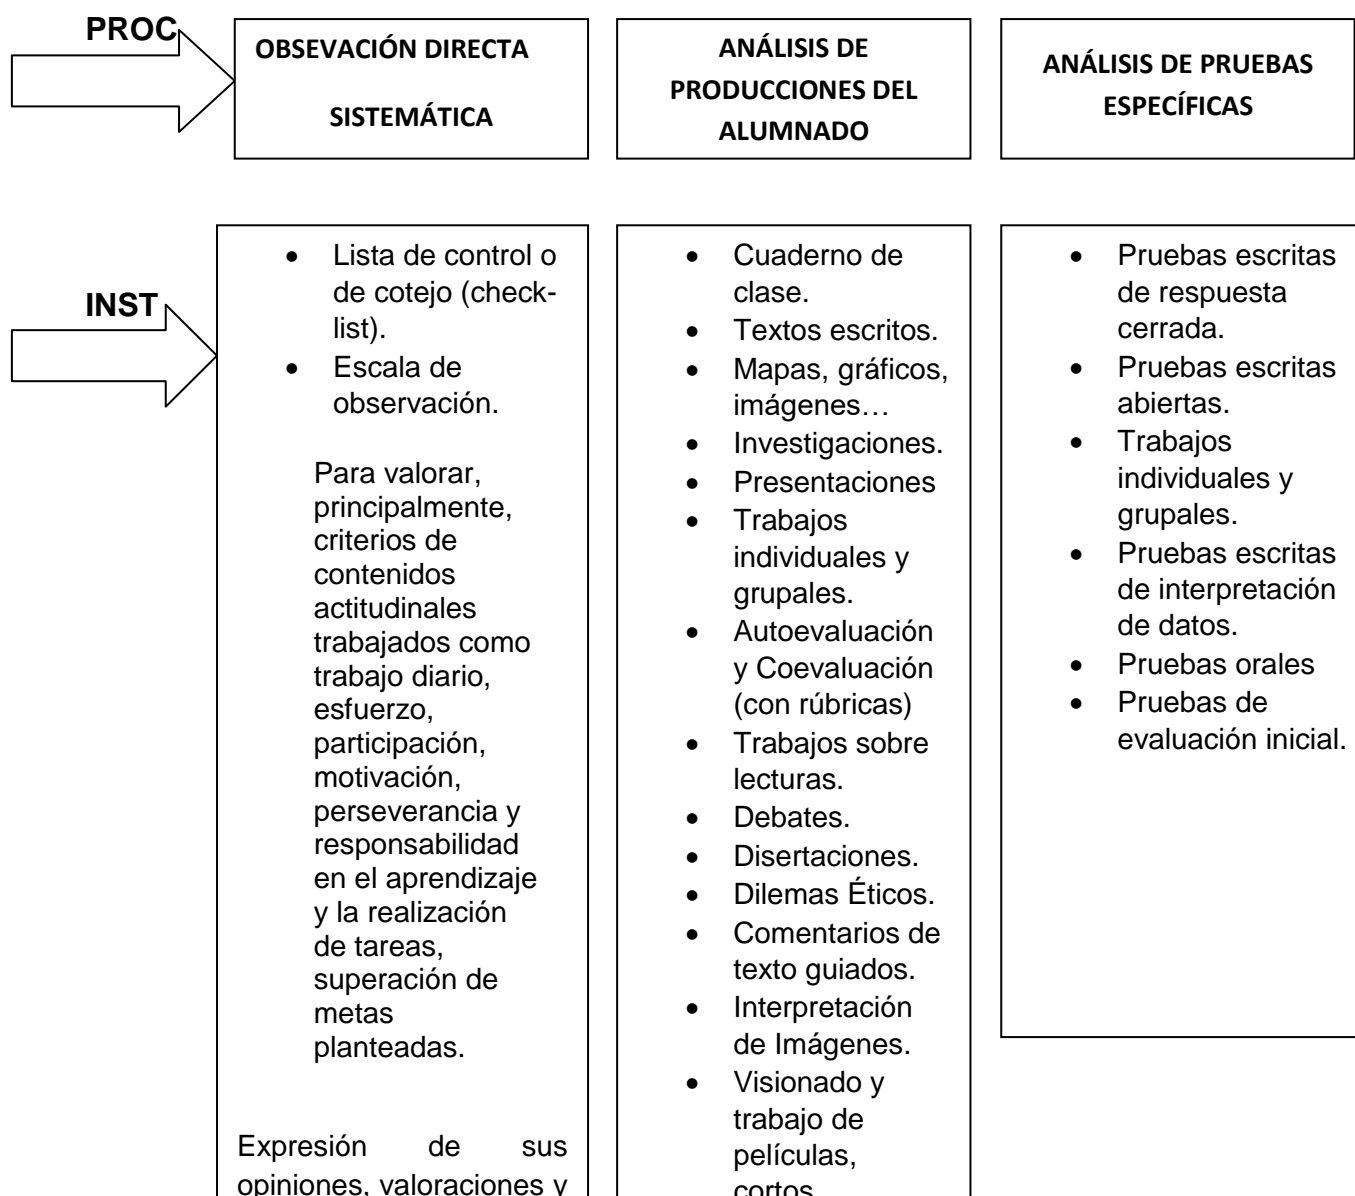 PROC
OBSEVACIÓN DIRECTA
SISTEMÁTICA
ANÁLISIS DE
PRODUCCIONES DEL
ALUMNADO
ANÁLISIS DE PRUEBAS
ESPECÍFICAS
INST
• Lista de control o
de cotejo (check-
list).
• Escala de
observación.
Para valorar,
principalmente,
criterios de
contenidos
actitudinales
trabajados como
trabajo diario,
esfuerzo,
participación,
motivación,
perseverancia y
responsabilidad
en el aprendizaje
y la realización
de tareas,
superación de
metas
planteadas.
Expresión de sus
opiniones, valoraciones y
• Cuaderno de
clase.
• Textos escritos.
• Mapas, gráficos,
imágenes…
• Investigaciones.
• Presentaciones
• Trabajos
individuales y
grupales.
• Autoevaluación
y Coevaluación
(con rúbricas)
• Trabajos sobre
lecturas.
• Debates.
• Disertaciones.
• Dilemas Éticos.
• Comentarios de
texto guiados.
• Interpretación
de Imágenes.
• Visionado y
trabajo de
películas,
cortos
• Pruebas escritas
de respuesta
cerrada.
• Pruebas escritas
abiertas.
• Trabajos
individuales y
grupales.
• Pruebas escritas
de interpretación
de datos.
• Pruebas orales
• Pruebas de
evaluación inicial.